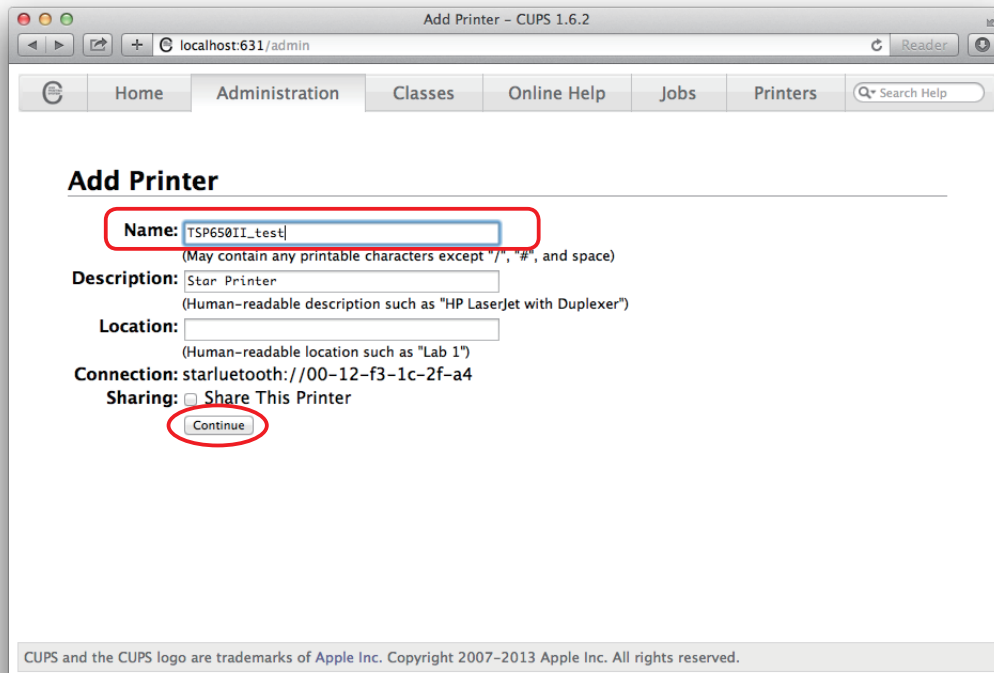 Add Printer – CUPS 1.6.2
localhost:631/admin
Reader
Home
Administration
Classes
Online Help
Jobs
Printers
Search Help
Add Printer
Name: TSP650II_test
(May contain any printable characters except "/", "#", and space)
Description: Star Printer
(Human-readable description such as "HP LaserJet with Duplexer")
Location:
(Human-readable location such as "Lab 1")
Connection: starluetooth://00-12-f3-1c-2f-a4
Sharing: Share This Printer
Continue
CUPS and the CUPS logo are trademarks of Apple Inc. Copyright 2007–2013 Apple Inc. All rights reserved.